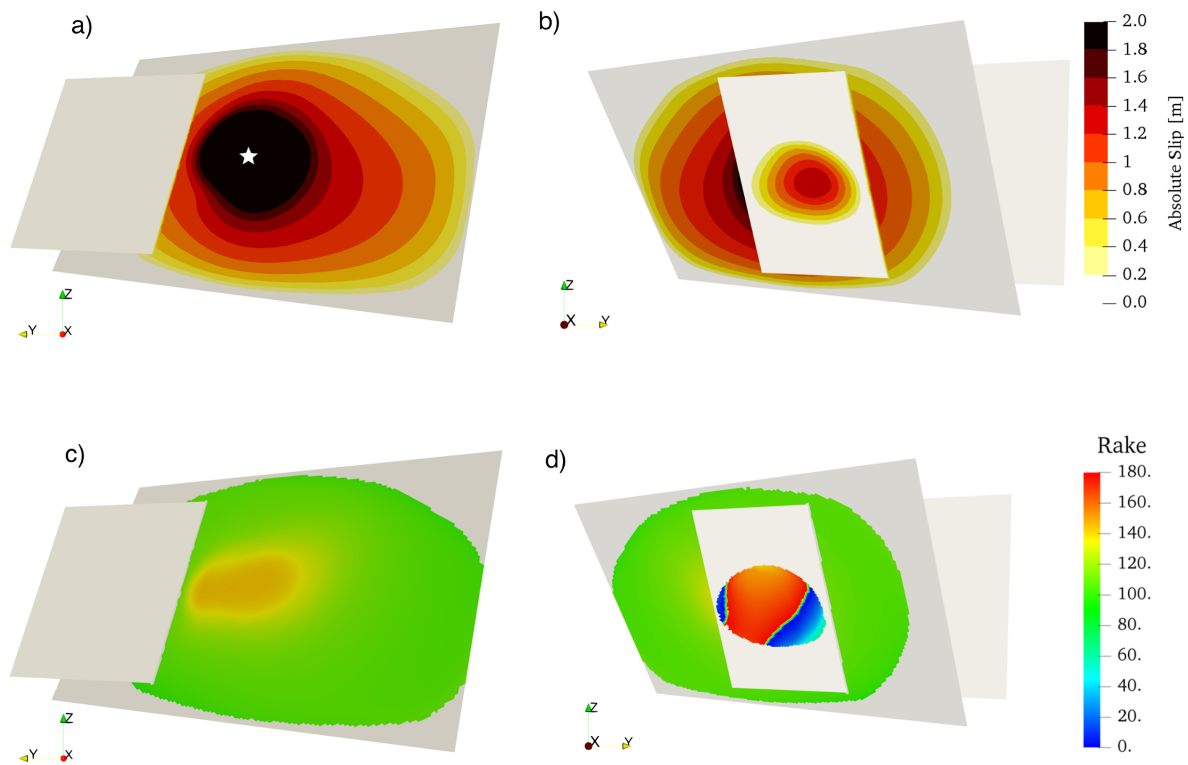 a)
b)
2.0
1.8
1.6
1.4
1.2
1
0.8
0.6
0.4
0.2
0.0
Absolute Slip [m]
Z
Y
X
Z
X
Y
c)
d)
Rake
180.
160.
140.
120.
100.
80.
60.
40.
20.
0.
Z
Y
X
Z
X
Y